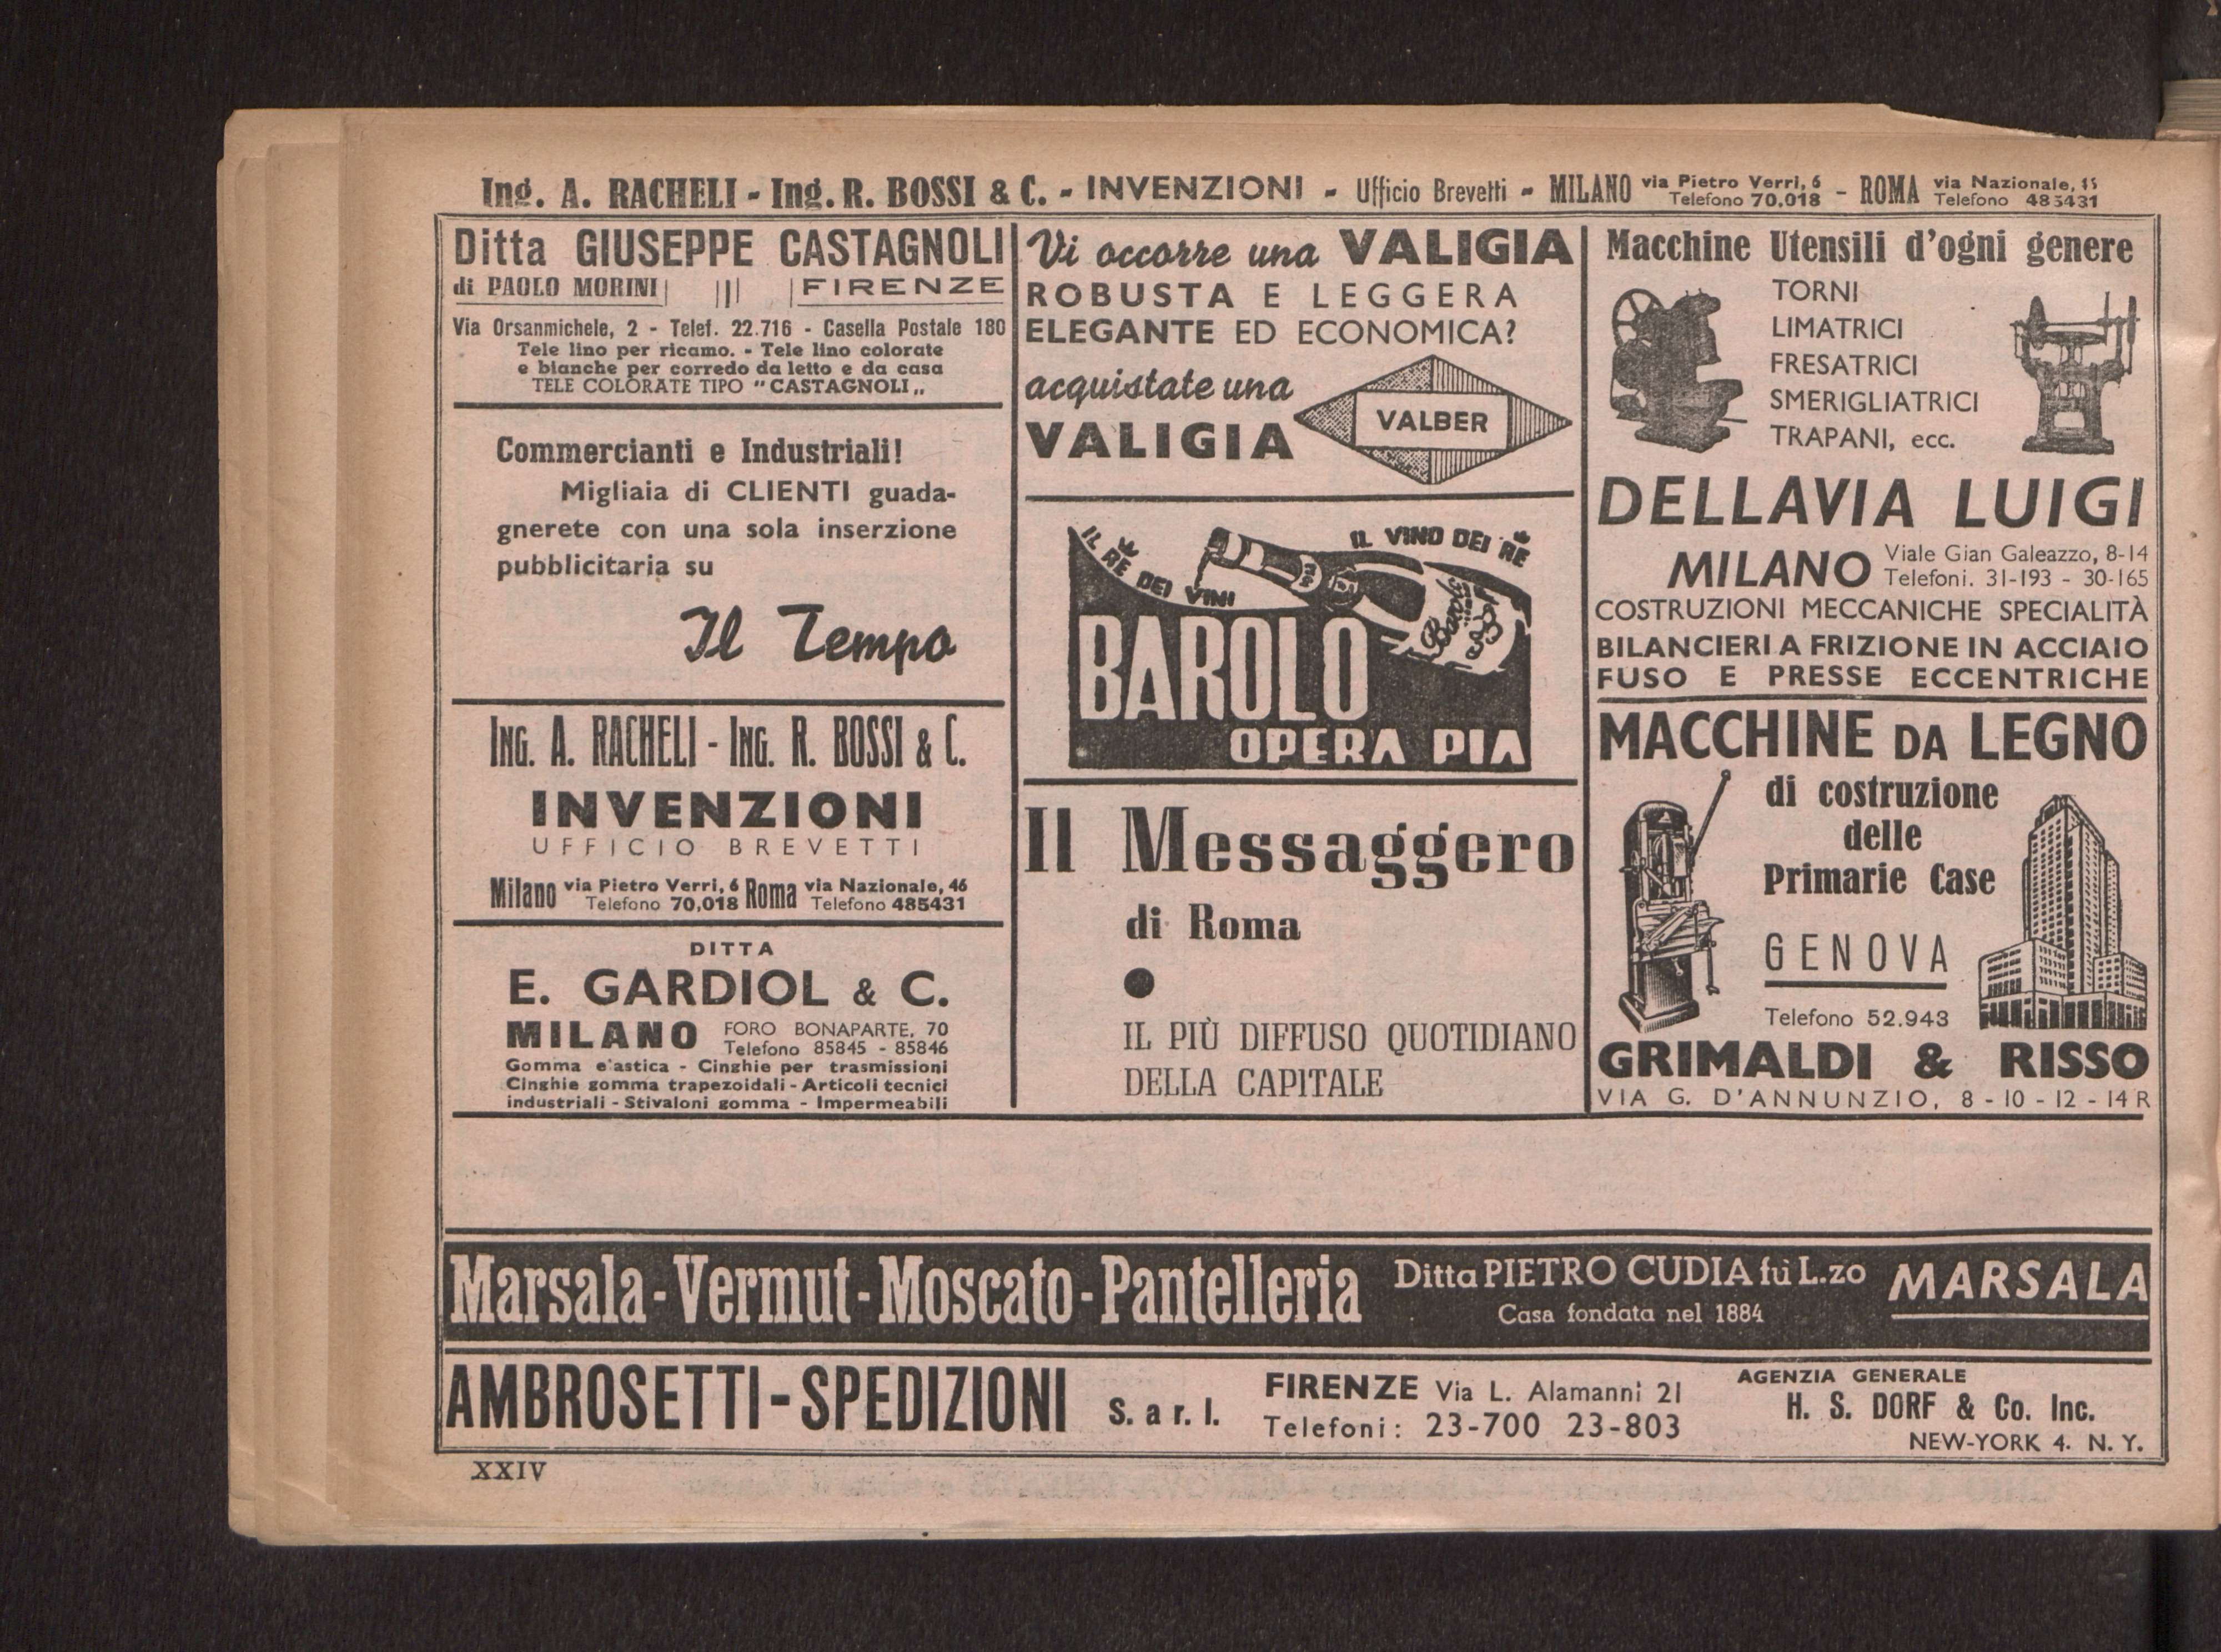 Ing. A. RACHELI - Ing. R. BOSSI & C. - INVENZIONI - Ufficio Brevetti - MILANO via Pietro Verri, 6 Telefono 70.018 - ROMA via Nazionale, Telefono 485431
Ditta GIUSEPPE CASTAGNOLI
di PAOLO MORINI ||| FIRENZE
Via Orsanmichele, 2 - Telef. 22.716 - Casella Postale 180
Tele lino per ricamo. - Tele lino colorate
e bianche per corredo da letto e da casa
TELE COLORATE TIPO "CASTAGNOLI„
Commercianti e Industriali!
Migliaia di CLIENTI guada-
gnerete con una sola inserzione
pubblicitaria su
Il Tempo
ING. A. RACHELI - ING. R. BOSSI & C.
INVENZIONI
UFFICIO BREVETTI
Milano via Pietro Verri, 6 Telefono 70,018 Roma via Nazionale, 46 Telefono 485431
DITTA
E. GARDIOL & C.
MILANO FORO BONAPARTE, 70
Telefono 85845 - 85846
Gomma e'astica - Cinghie per trasmissioni
Cinghie gomma trapezoidali - Articoli tecnici
industriali - Stivaloni gomma - Impermeabili
Vi occorre una VALIGIA
ROBUSTA E LEGGERA
ELEGANTE ED ECONOMICA?
acquistate una
VALIGIA
VALBER
IL RE DEI VINI
IL VINO DEI RE
Barolo
BAROLO
OPERA PIA
Il Messaggero
di Roma
IL PIÙ DIFFUSO QUOTIDIANO
DELLA CAPITALE
Macchine Utensili d'ogni genere
TORNI
LIMATRICI
FRESATRICI
SMERIGLIATRICI
TRAPANI, ecc.
DELLAVIA LUIGI
MILANO Viale Gian Galeazzo, 8-14
Telefoni. 31-193 - 30-165
COSTRUZIONI MECCANICHE SPECIALITÀ
BILANCIERI A FRIZIONE IN ACCIAIO
FUSO E PRESSE ECCENTRICHE
MACCHINE DA LEGNO
di costruzione
delle
Primarie Case
GENOVA
Telefono 52.943
GRIMALDI & RISSO
VIA G. D'ANNUNZIO, 8 - 10 - 12 - 14 R
Marsala - Vermut - Moscato - Pantelleria Ditta PIETRO CUDIA fù L.zo MARSALA
Casa fondata nel 1884
AMBROSETTI - SPEDIZIONI S. a r. l.
FIRENZE Via L. Alamanni 21
Telefoni: 23-700 23-803
AGENZIA GENERALE
H. S. DORF & Co. Inc.
NEW-YORK 4. N. Y.
XXIV